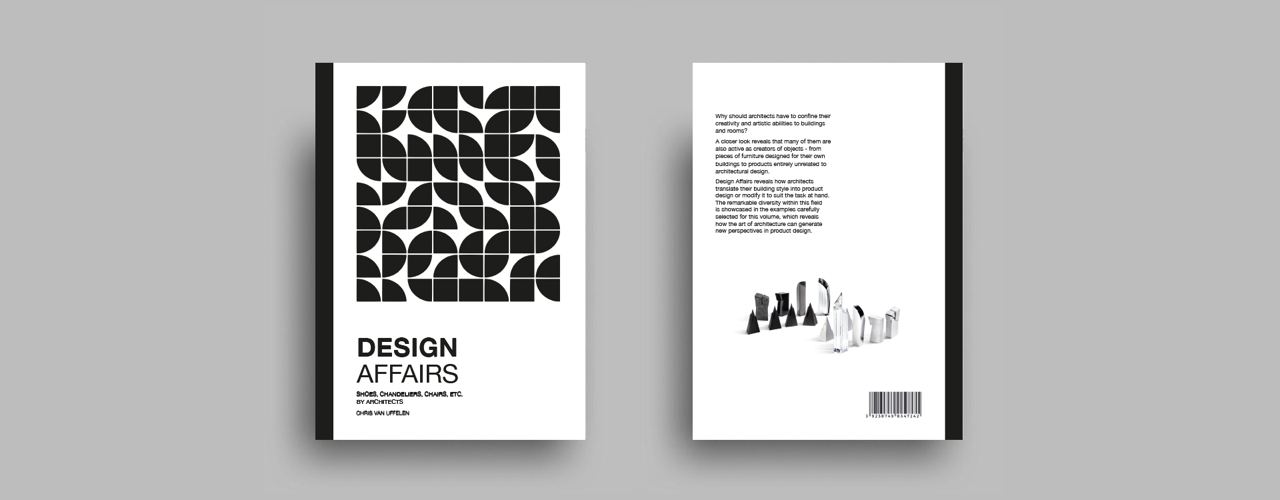 DESIGN
AFFAIRS
SHOES, CHANDELIERS, CHAIRS, ETC.
BY ARCHITECTS
CHRIS VAN UFFELEN
Why should architects have to confine their
creativity and artistic abilities to buildings
and rooms?
A closer look reveals that many of them are
also active as creators of objects - from
pieces of furniture designed for their own
buildings to products entirely unrelated to
architectural design.
Design Affairs reveals how architects
translate their building style into product
design or modify it to suit the task at hand.
The remarkable diversity within this field
is showcased in the examples carefully
selected for this volume, which reveals
how the art of architecture can generate
new perspectives in product design.